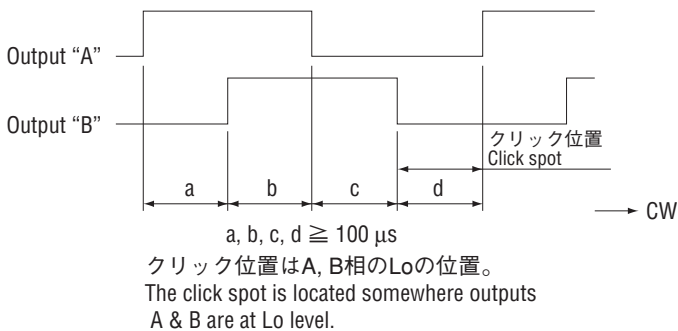 Output “A”
Output “B”
クリック位置
Click spot
a b c d
CW
a, b, c, d ≧ 100 μs
クリック位置はA, B相のLoの位置。
The click spot is located somewhere outputs
A & B are at Lo level.